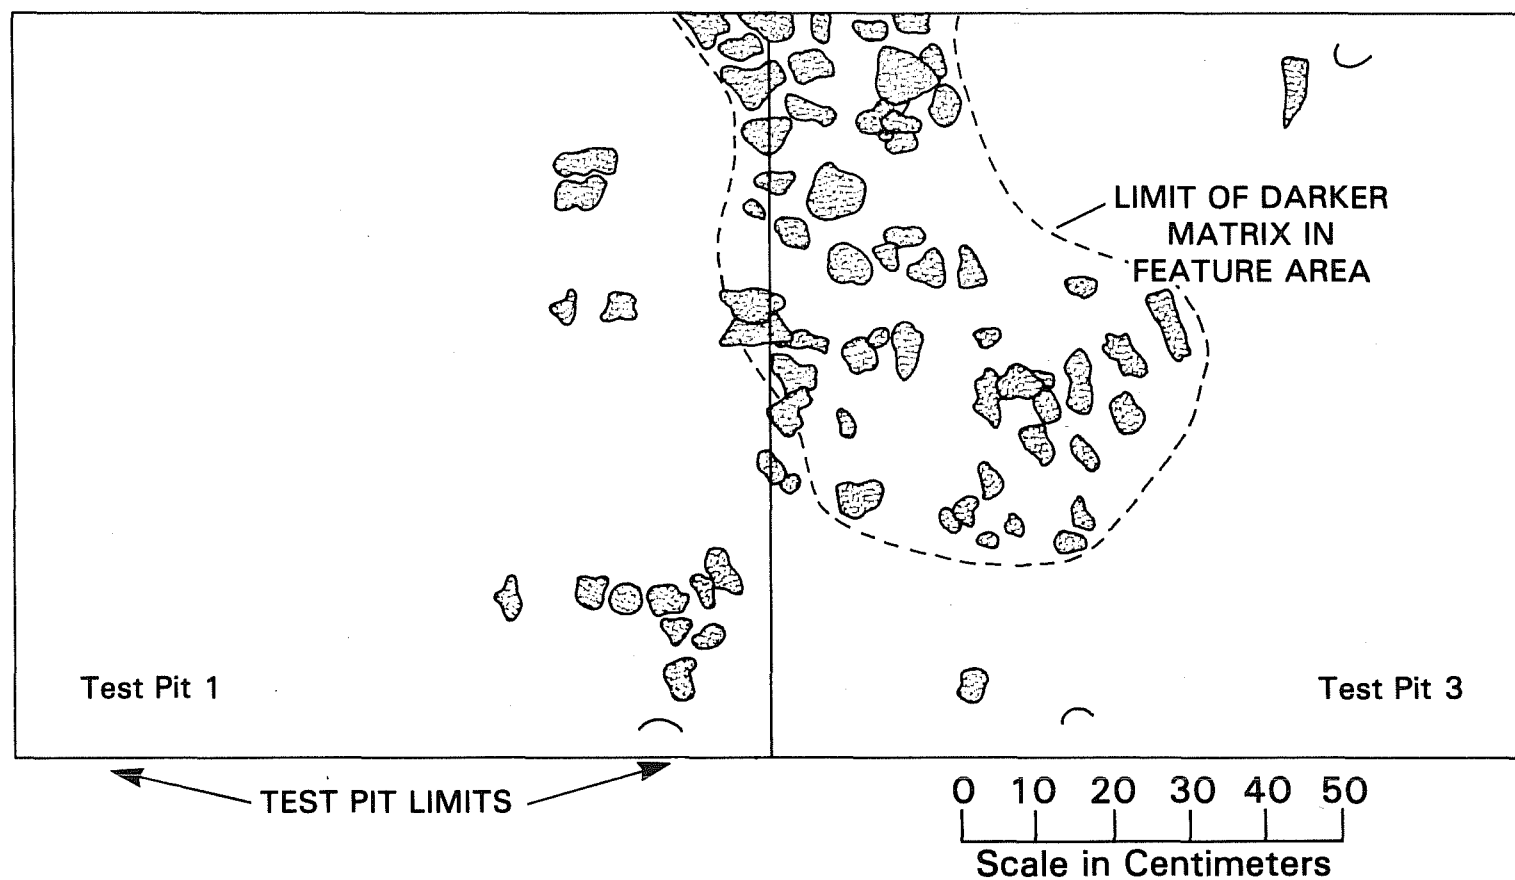 LIMIT OF DARKER
MATRIX IN
FEATURE AREA
Test Pit 1
Test Pit 3
TEST PIT LIMITS
0 10 20 30 40 50
Scale in Centimeters